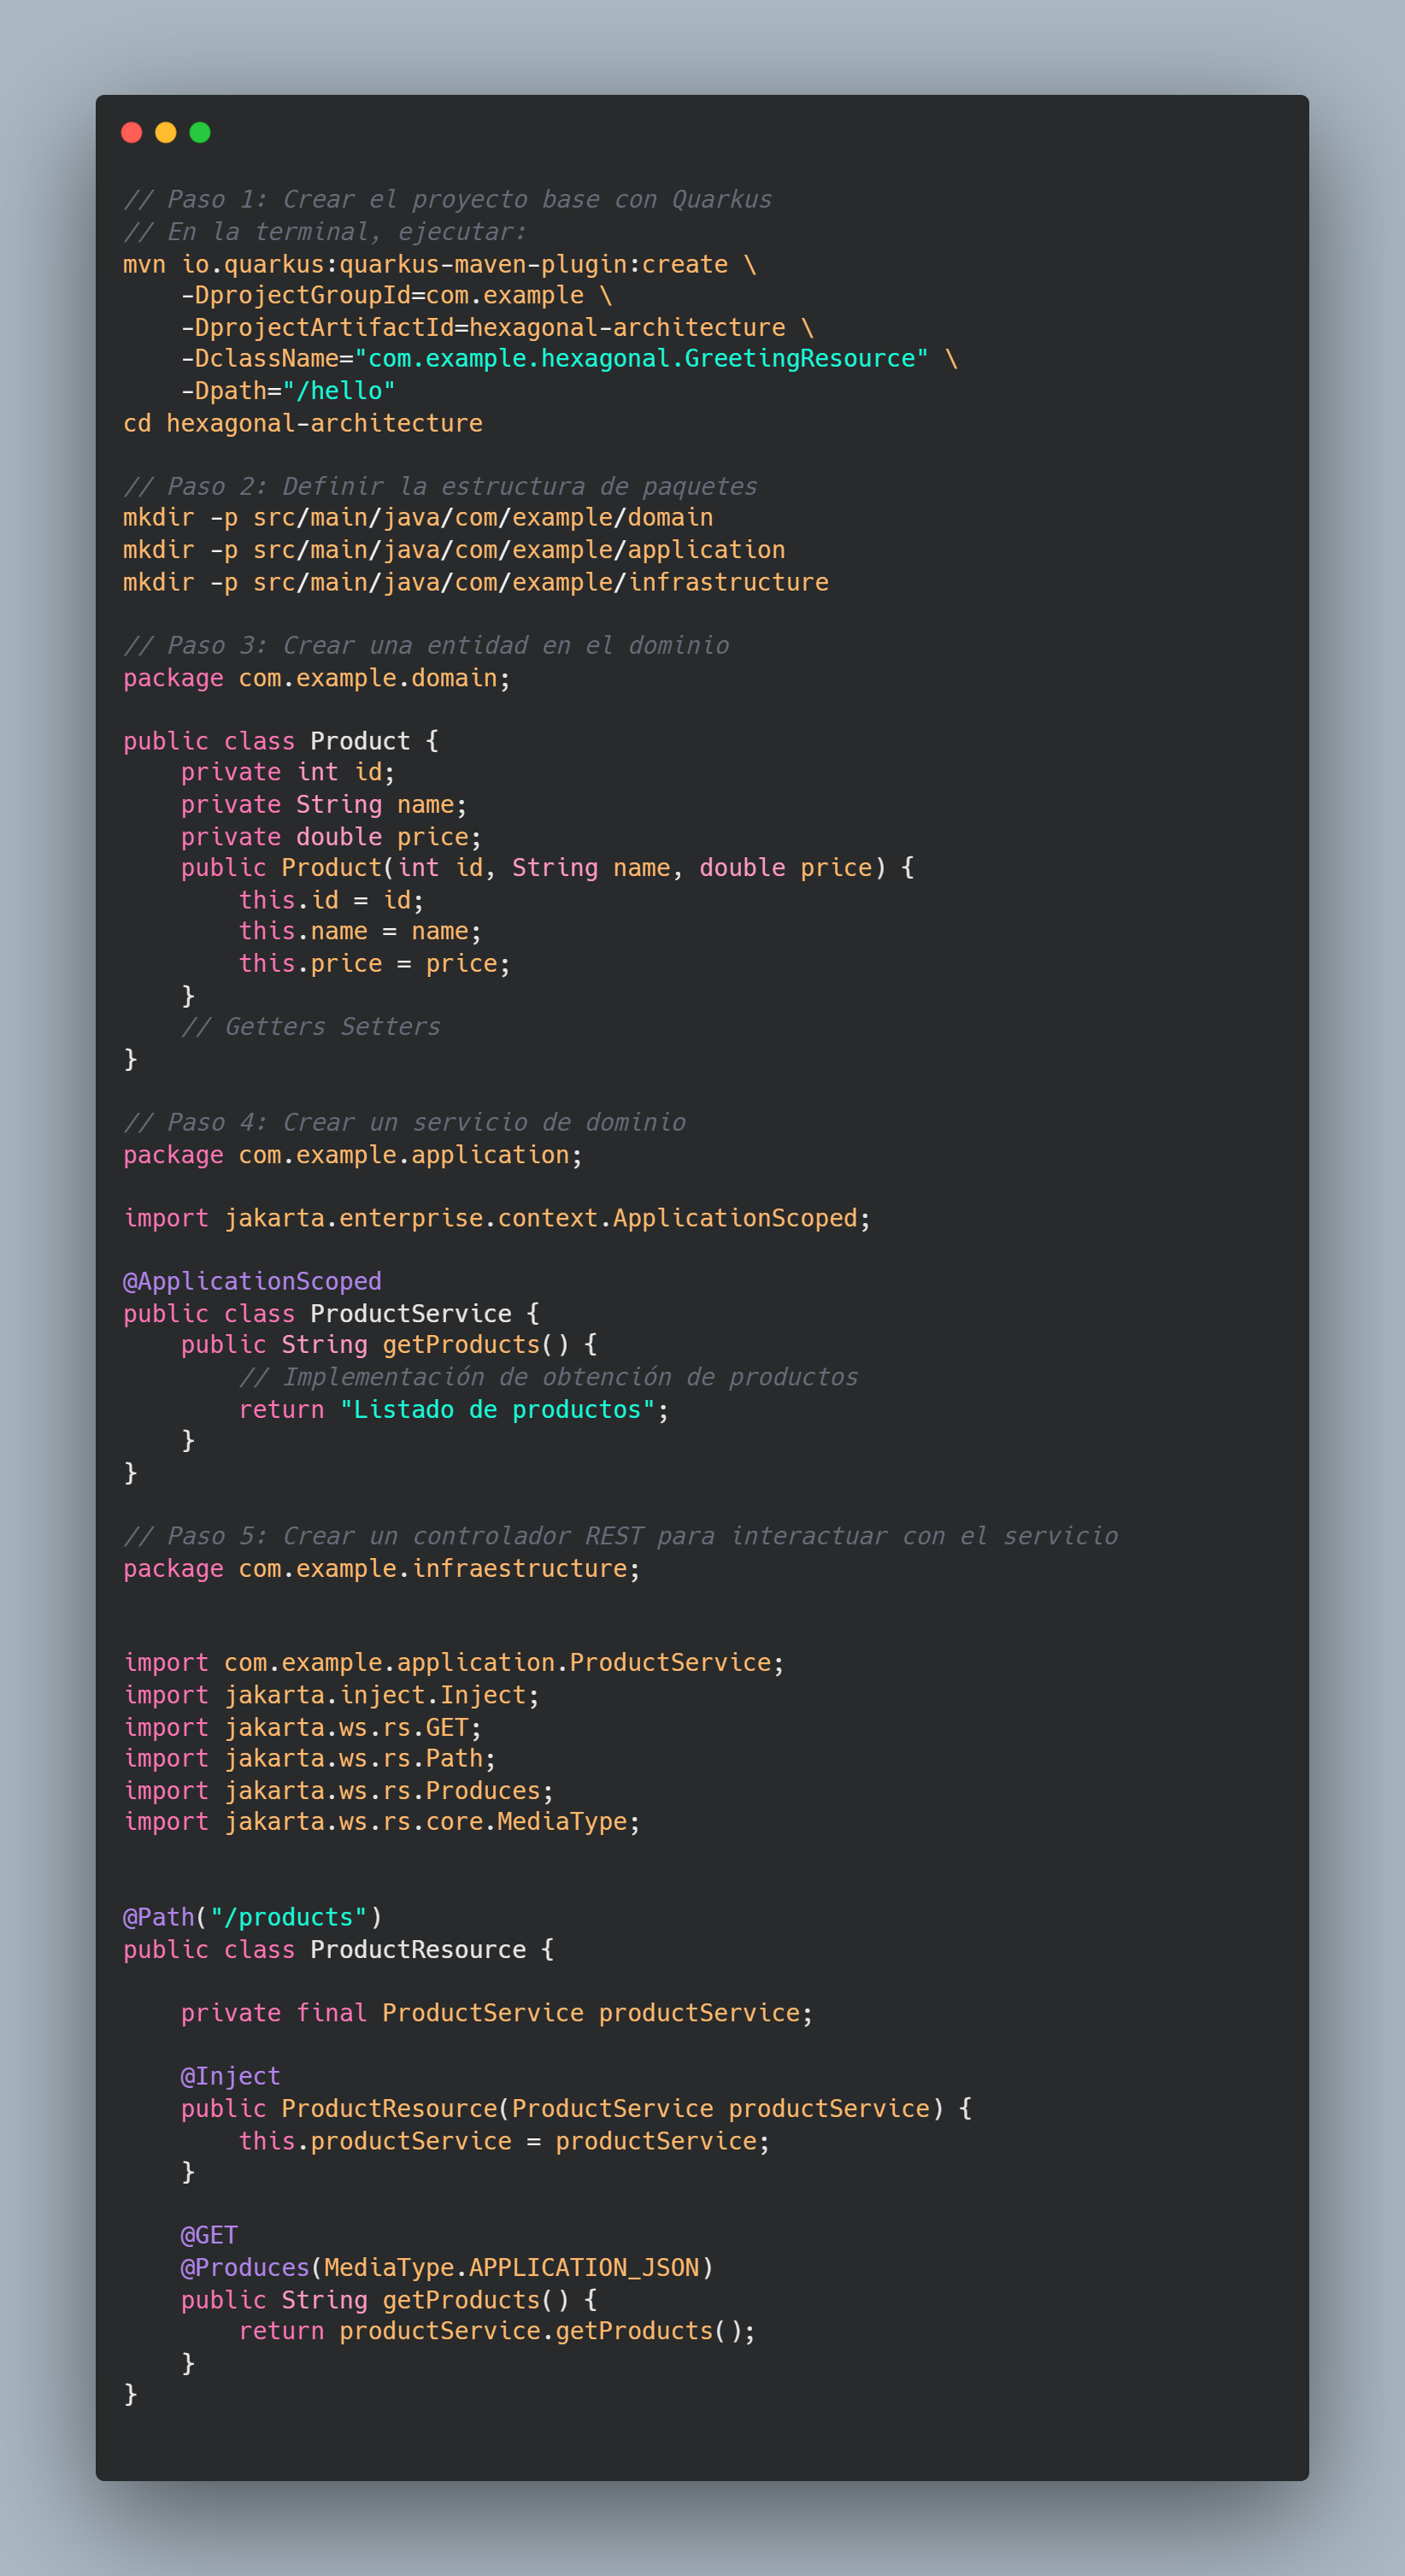 // Paso 1: Crear el proyecto base con Quarkus
// En la terminal, ejecutar:
mvn io.quarkus:quarkus-maven-plugin:create \
    -DprojectGroupId=com.example \
    -DprojectArtifactId=hexagonal-architecture \
    -DclassName="com.example.hexagonal.GreetingResource" \
    -Dpath="/hello"
cd hexagonal-architecture

// Paso 2: Definir la estructura de paquetes
mkdir -p src/main/java/com/example/domain
mkdir -p src/main/java/com/example/application
mkdir -p src/main/java/com/example/infrastructure

// Paso 3: Crear una entidad en el dominio
package com.example.domain;

public class Product {
    private int id;
    private String name;
    private double price;
    public Product(int id, String name, double price) {
        this.id = id;
        this.name = name;
        this.price = price;
    }
    // Getters Setters
}

// Paso 4: Crear un servicio de dominio
package com.example.application;

import jakarta.enterprise.context.ApplicationScoped;

@ApplicationScoped
public class ProductService {
    public String getProducts() {
        // Implementación de obtención de productos
        return "Listado de productos";
    }
}

// Paso 5: Crear un controlador REST para interactuar con el servicio
package com.example.infraestructure;


import com.example.application.ProductService;
import jakarta.inject.Inject;
import jakarta.ws.rs.GET;
import jakarta.ws.rs.Path;
import jakarta.ws.rs.Produces;
import jakarta.ws.rs.core.MediaType;


@Path("/products")
public class ProductResource {

    private final ProductService productService;

    @Inject
    public ProductResource(ProductService productService) {
        this.productService = productService;
    }

    @GET
    @Produces(MediaType.APPLICATION_JSON)
    public String getProducts() {
        return productService.getProducts();
    }
}